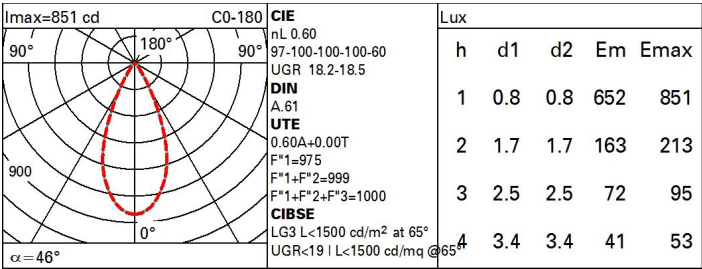 Imax=851 cd C0-180
90° 180° 90°
900
0°
α=46°
CIE
nL 0.60
97-100-100-100-60
UGR 18.2-18.5
DIN
A.61
UTE
0.60A+0.00T
F"1=975
F"1+F"2=999
F"1+F"2+F"3=1000
CIBSE
LG3 L<1500 cd/m² at 65°
UGR<19 | L<1500 cd/mq @65°
Lux
h d1 d2 Em Emax
1 0.8 0.8 652 851
2 1.7 1.7 163 213
3 2.5 2.5 72 95
4 3.4 3.4 41 53